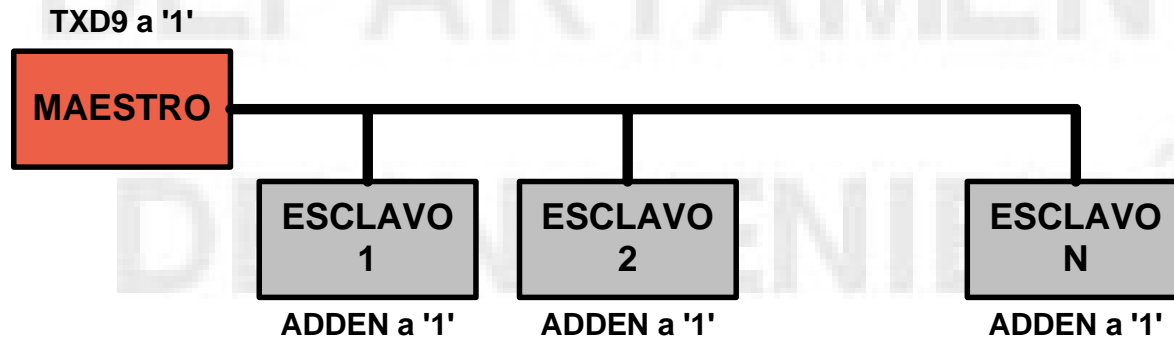 TXD9 a '1'
MAESTRO
ESCLAVO
1
ESCLAVO
2
ESCLAVO
N
ADDEN a '1'
ADDEN a '1'
ADDEN a '1'